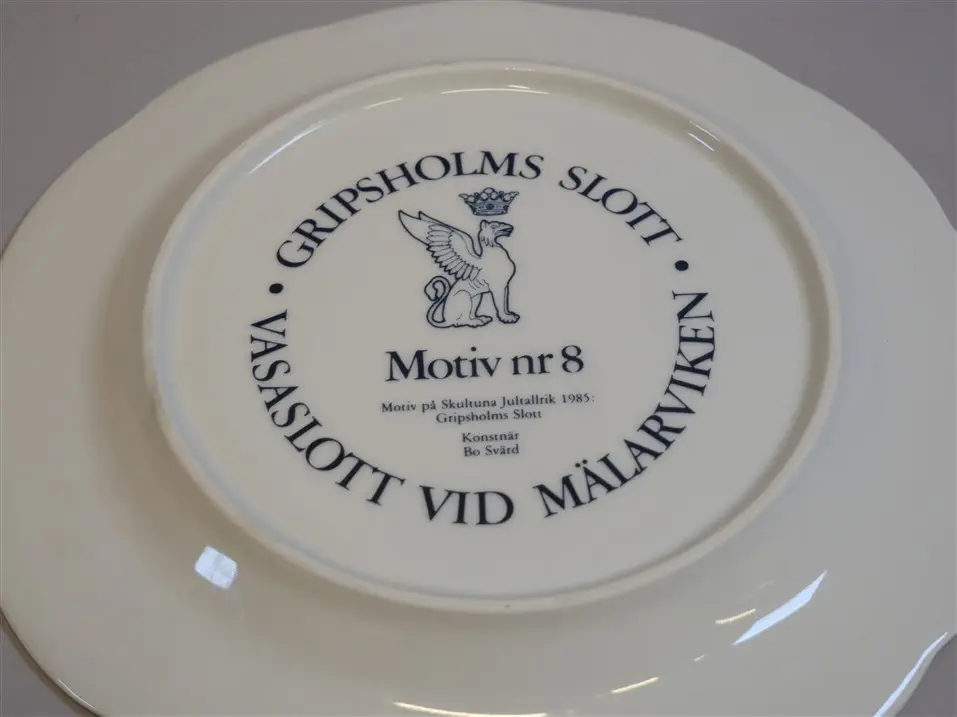 GRIPSHOLMS SLOTT
• VASASLOTT VID MÄLARVIKEN •
Motiv nr 8
Motiv på Skultuna Jultallrik 1985:
Gripsholms Slott
Konstnär
Bo Svärd